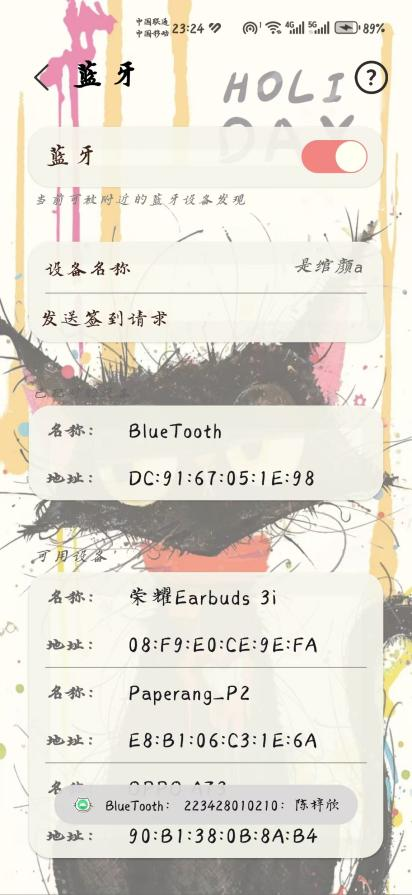 中国联通
中国移动 23:24 4G 5G 89%
HOLI
DAY
蓝牙 ?
蓝牙
当前可被附近的蓝牙设备发现
设备名称 是绾颜a
发送签到请求
名称: BlueTooth
地址: DC:91:67:05:1E:98
可用设备
名称: 荣耀Earbuds 3i
地址: 08:F9:E0:CE:9E:FA
名称: Paperang_P2
地址: E8:B1:06:C3:1E:6A
名称: OPPO A73
BlueTooth: 223428010210: 陈梓欣
地址: 90:B1:38:0B:8A:B4